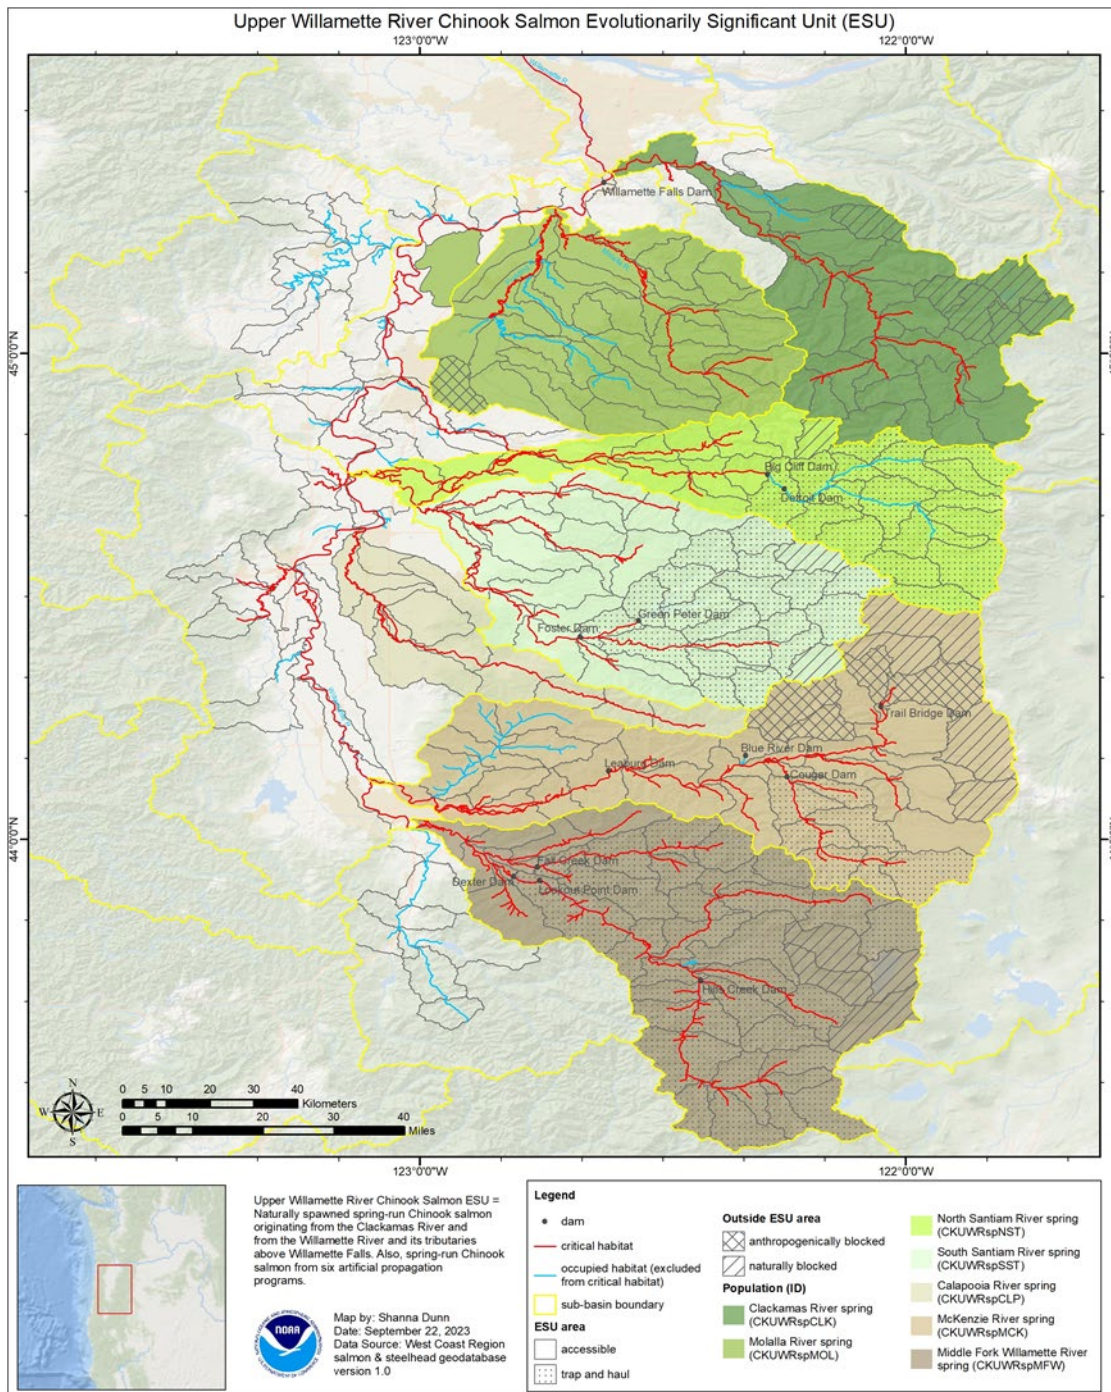 Upper Willamette River Chinook Salmon Evolutionarily Significant Unit (ESU)
123°0'0"W
122°0'0"W
Willamette Falls Dam
45°0'0"N
Big Cliff Dam
Detroit Dam
Green Peter Dam
Foster Dam
Trail Bridge Dam
Blue River Dam
Leaburg Dam
Cougar Dam
44°0'0"N
Fall Creek Dam
Dexter Dam
Lookout Point Dam
Hills Creek Dam
N
W
E
S
0 5 10 20 30 40
Kilometers
0 5 10 20 30 40
Miles
123°0'0"W
122°0'0"W
Upper Willamette River Chinook Salmon ESU =
Naturally spawned spring-run Chinook salmon
originating from the Clackamas River and
from the Willamette River and its tributaries
above Willamette Falls. Also, spring-run Chinook
salmon from six artificial propagation
programs.
NOAA
Map by: Shanna Dunn
Date: September 22, 2023
Data Source: West Coast Region
salmon & steelhead geodatabase
version 1.0
Legend
dam
critical habitat
occupied habitat (excluded
from critical habitat)
sub-basin boundary
ESU area
accessible
trap and haul
Outside ESU area
anthropogenically blocked
naturally blocked
Population (ID)
Clackamas River spring
(CKUWRspCLK)
Molalla River spring
(CKUWRspMOL)
North Santiam River spring
(CKUWRspNST)
South Santiam River spring
(CKUWRspSST)
Calapooia River spring
(CKUWRspCLP)
McKenzie River spring
(CKUWRspMCK)
Middle Fork Willamette River
spring (CKUWRspMFW)